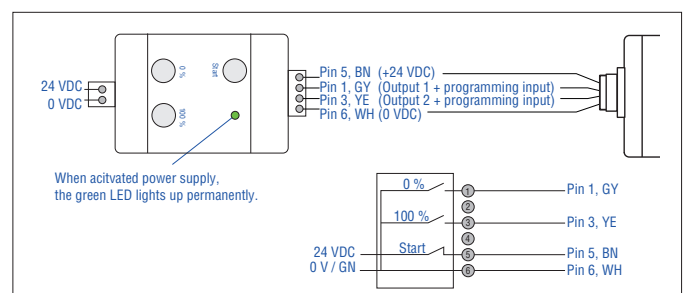 0 %
Start
100 %
24 VDC
0 VDC
Pin 5, BN (+24 VDC)
Pin 1, GY (Output 1 + programming input)
Pin 3, YE (Output 2 + programming input)
Pin 6, WH (0 VDC)
When acitvated power supply,
the green LED lights up permanently.
0 % 1 Pin 1, GY
2
100 % 3 Pin 3, YE
4
24 VDC Start 5 Pin 5, BN
0 V / GN 6 Pin 6, WH